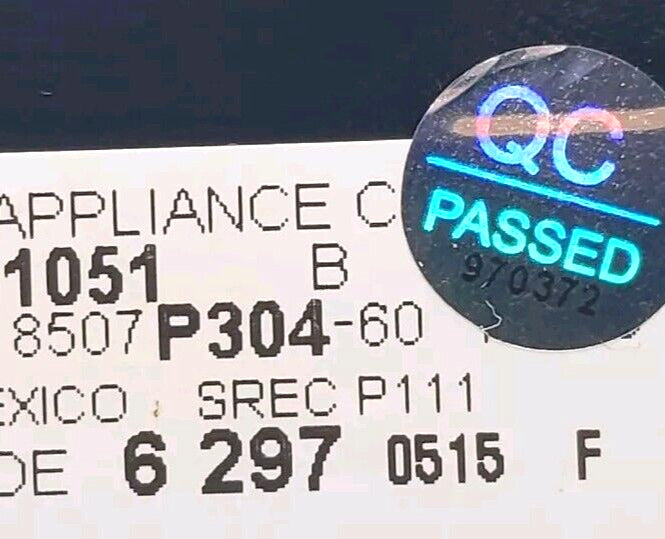 QC
PASSED
970372
APPLIANCE C
1051 B
8507 P304-60
EXICO SREC P111
DE 6 297 0515 F